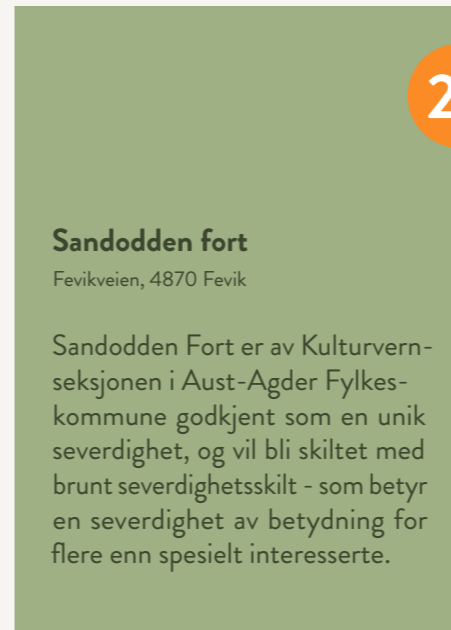 2
Sandodden fort
Fevikveien, 4870 Fevik
Sandodden Fort er av Kulturvern-
seksjonen i Aust-Agder Fylkes-
kommune godkjent som en unik
severdighet, og vil bli skiltet med
brunt severdighetsskilt - som betyr
en severdighet av betydning for
flere enn spesielt interesserte.